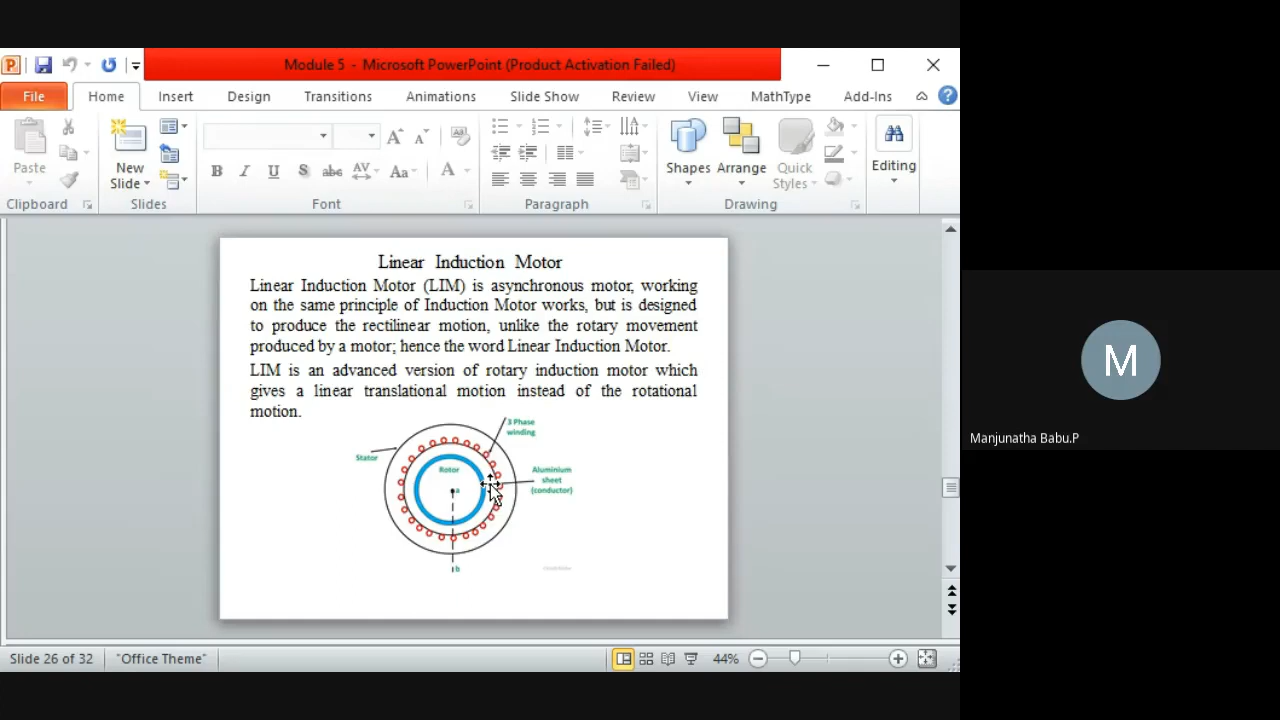 Module 5 - Microsoft PowerPoint (Product Activation Failed)
File Home Insert Design Transitions Animations Slide Show Review View MathType Add-Ins
Paste
New
Slide
Shapes Arrange Quick
Styles
Editing
Clipboard Slides Font Paragraph Drawing
Linear Induction Motor
Linear Induction Motor (LIM) is asynchronous motor, working
on the same principle of Induction Motor works, but is designed
to produce the rectilinear motion, unlike the rotary movement
produced by a motor; hence the word Linear Induction Motor.
LIM is an advanced version of rotary induction motor which
gives a linear translational motion instead of the rotational
motion.
3 Phase
winding
Stator
Rotor
Aluminium
sheet
(conductor)
a
b
M
Manjunatha Babu.P
Slide 26 of 32 "Office Theme" 44%